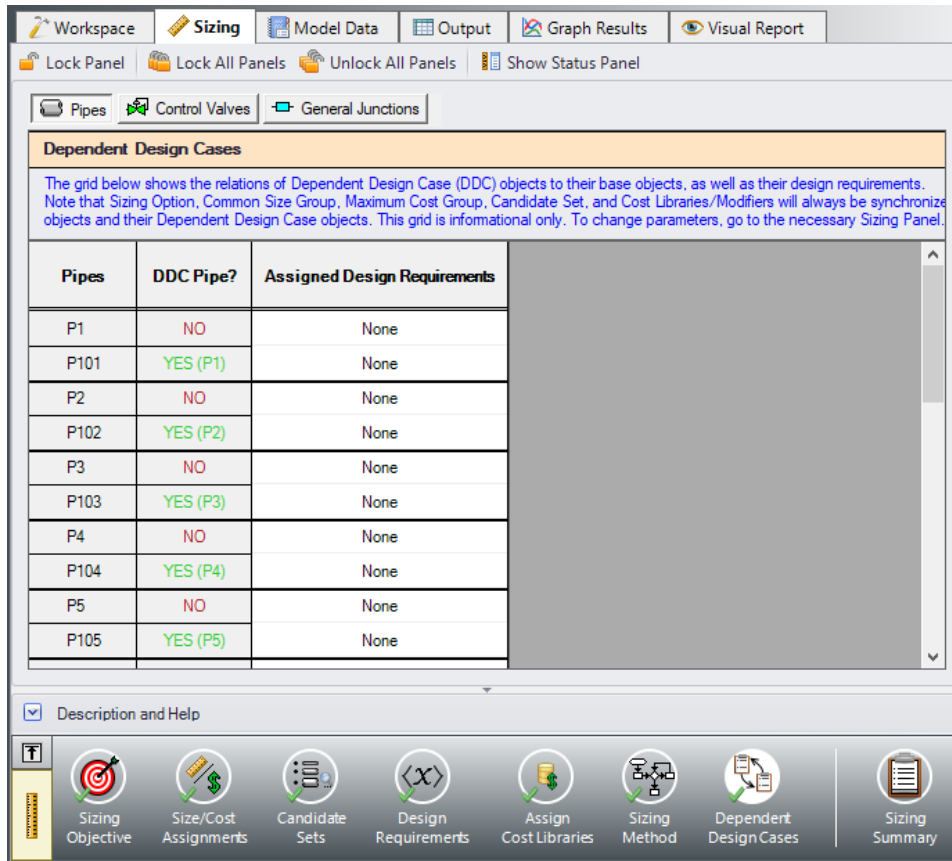 Workspace Sizing Model Data Output Graph Results Visual Report
Lock Panel Lock All Panels Unlock All Panels Show Status Panel
Pipes Control Valves General Junctions
Dependent Design Cases
The grid below shows the relations of Dependent Design Case (DDC) objects to their base objects, as well as their design requirements.
Note that Sizing Option, Common Size Group, Maximum Cost Group, Candidate Set, and Cost Libraries/Modifiers will always be synchronize
objects and their Dependent Design Case objects. This grid is informational only. To change parameters, go to the necessary Sizing Panel.
Pipes DDC Pipe? Assigned Design Requirements
P1 NO None
P101 YES (P1) None
P2 NO None
P102 YES (P2) None
P3 NO None
P103 YES (P3) None
P4 NO None
P104 YES (P4) None
P5 NO None
P105 YES (P5) None
Description and Help
Sizing Size/Cost Candidate Design Assign Sizing Dependent Sizing
Objective Assignments Sets Requirements Cost Libraries Method Design Cases Summary